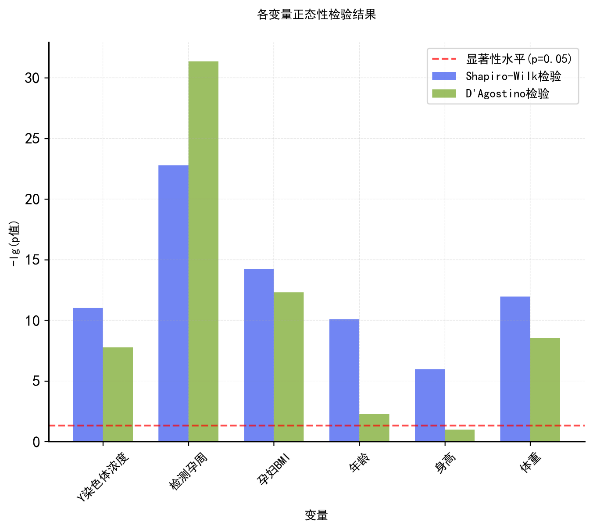 各变量正态性检验结果
显著性水平(p=0.05)
Shapiro-Wilk检验
D'Agostino检验
-lg(p值)
30
25
20
15
10
5
0
Y染色体浓度
检测孕周
孕妇BMI
年龄
身高
体重
变量